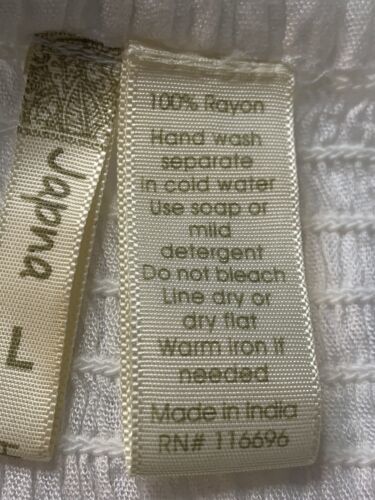 Jaipur
L
100% Rayon
Hand wash
separate
in cold water
Use soap or
mild
detergent
Do not bleach
Line dry or
dry flat
Warm iron if
needed
Made in India
RN# 116696